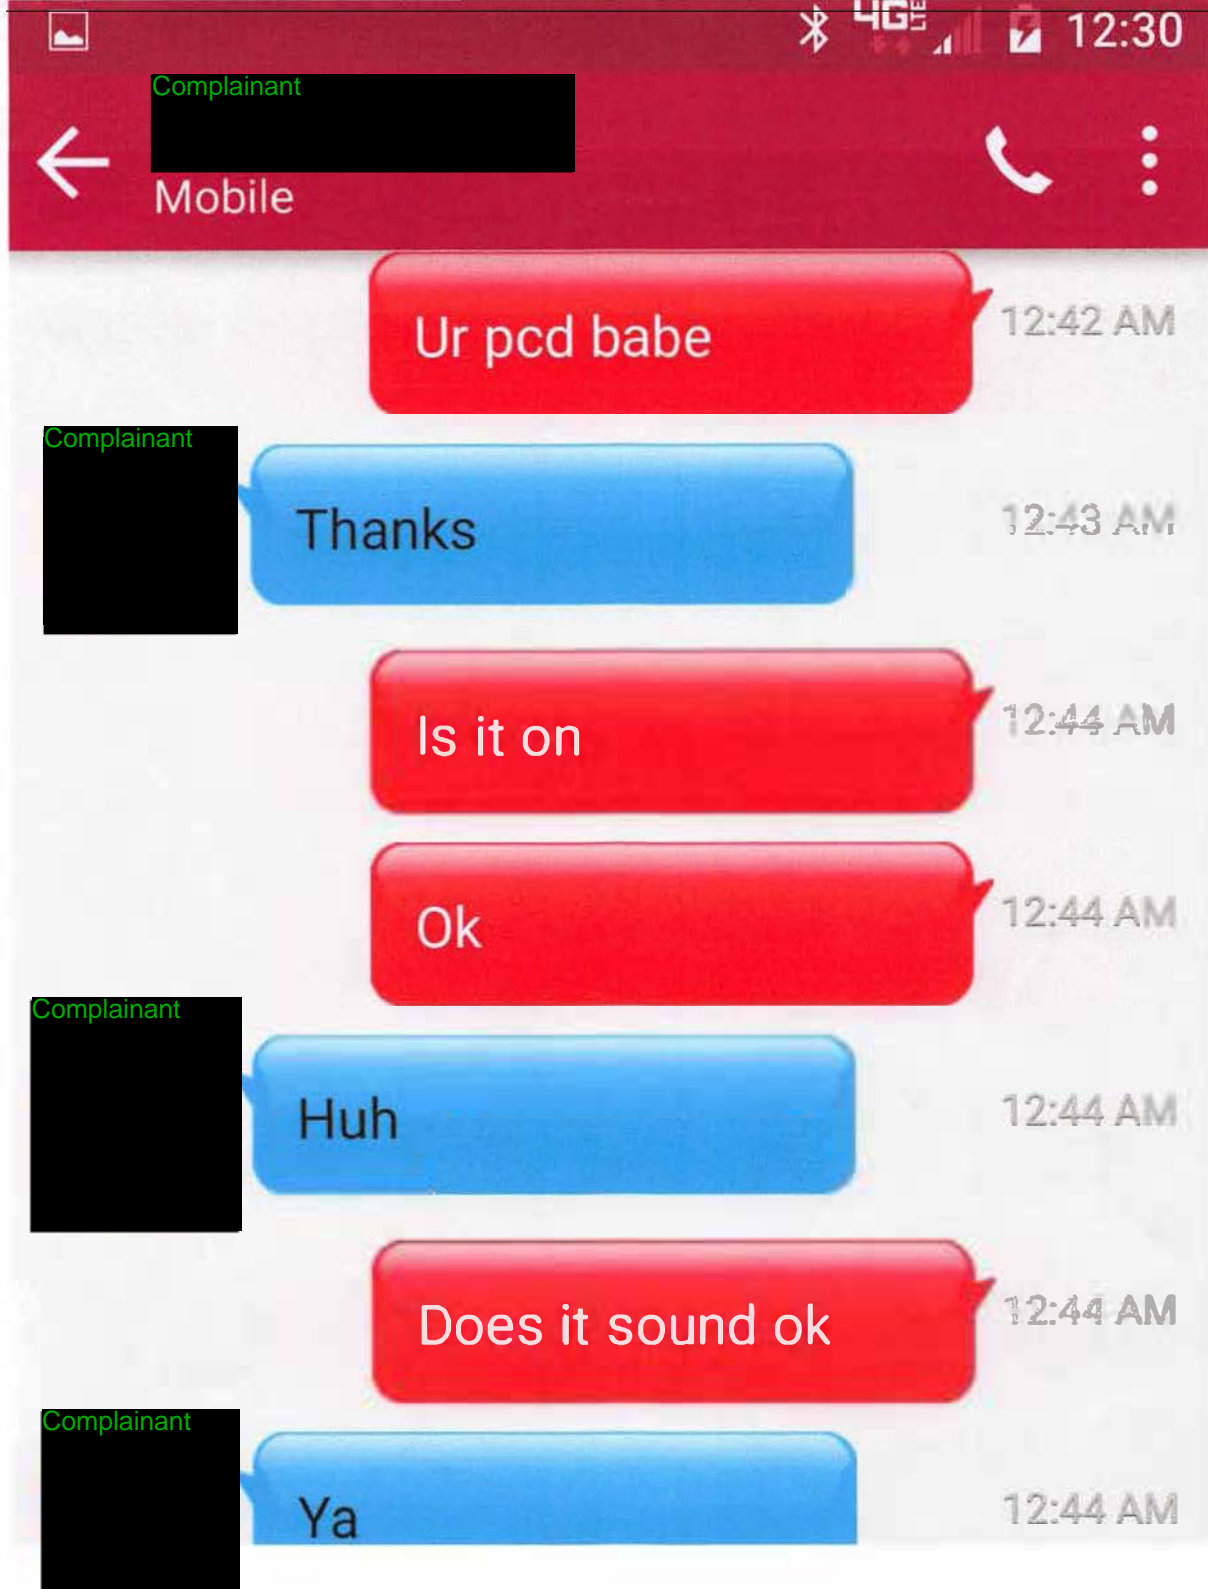 4G LTE 12:30
Complainant
Mobile
Ur pcd babe 12:42 AM
Complainant
Thanks 12:43 AM
Is it on 12:44 AM
Ok 12:44 AM
Complainant
Huh 12:44 AM
Does it sound ok 12:44 AM
Complainant
Ya 12:44 AM